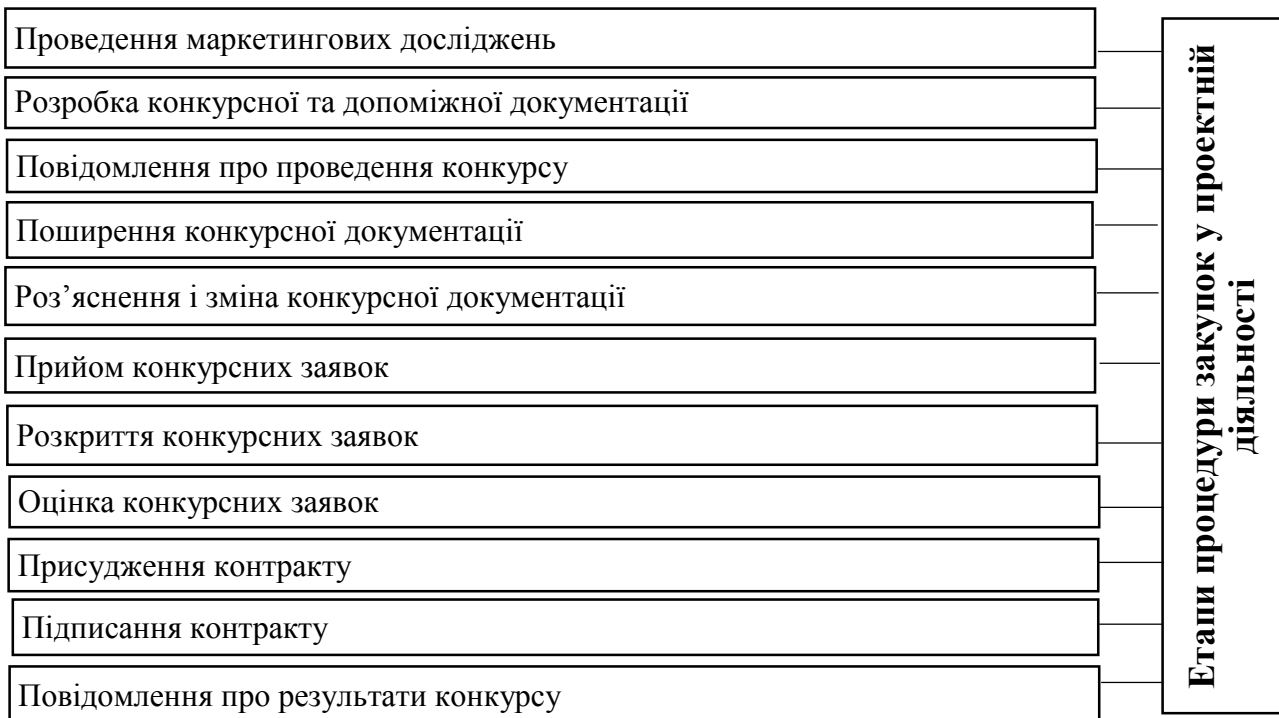 Проведення маркетингових досліджень
Розробка конкурсної та допоміжної документації
Повідомлення про проведення конкурсу
Поширення конкурсної документації
Роз’яснення і зміна конкурсної документації
Прийом конкурсних заявок
Розкриття конкурсних заявок
Оцінка конкурсних заявок
Присудження контракту
Підписання контракту
Повідомлення про результати конкурсу
Етапи процедури закупок у проектній
діяльності